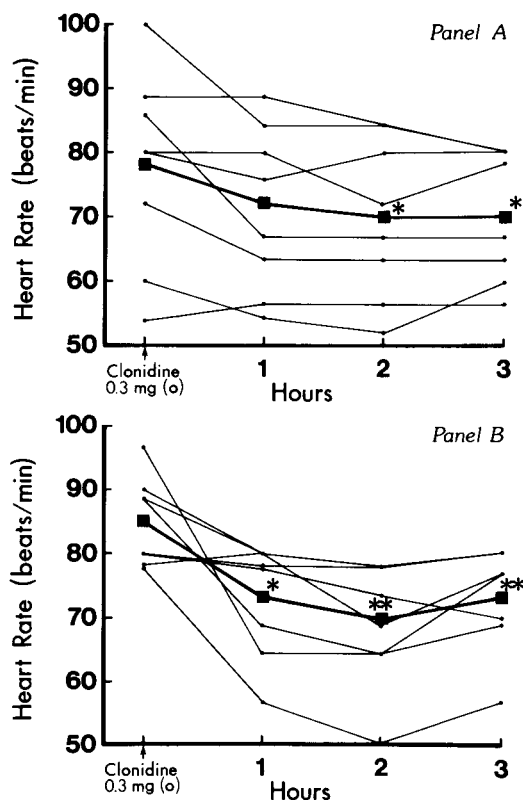 Panel A
Heart Rate (beats/min)
100
90
80
70
60
50
*
*
1
2
3
Clonidine
0.3 mg (o)
Hours
Panel B
Heart Rate (beats/min)
100
90
80
70
60
50
*
**
**
1
2
3
Clonidine
0.3 mg (o)
Hours